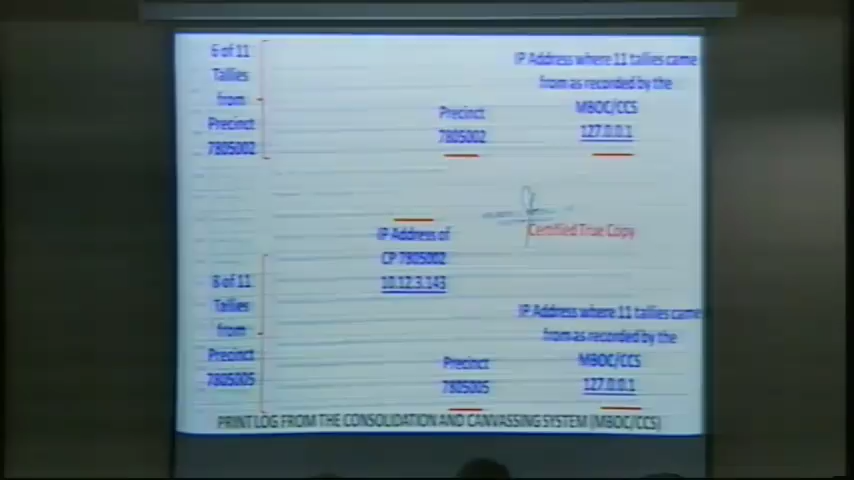 6 of 11
Tallies
from
Precinct
7805002
Precinct
7805002
IP Address where 11 tallies came
from as recorded by the
MBOC/CCS
127.0.0.1
Certified True Copy
IP Address of
CP 7805002
10.12.3.143
8 of 11
Tallies
from
Precinct
7805005
Precinct
7805005
IP Address where 11 tallies came
from as recorded by the
MBOC/CCS
127.0.0.1
PRINT LOG FROM THE CONSOLIDATION AND CANVASSING SYSTEM (MBOC/CCS)